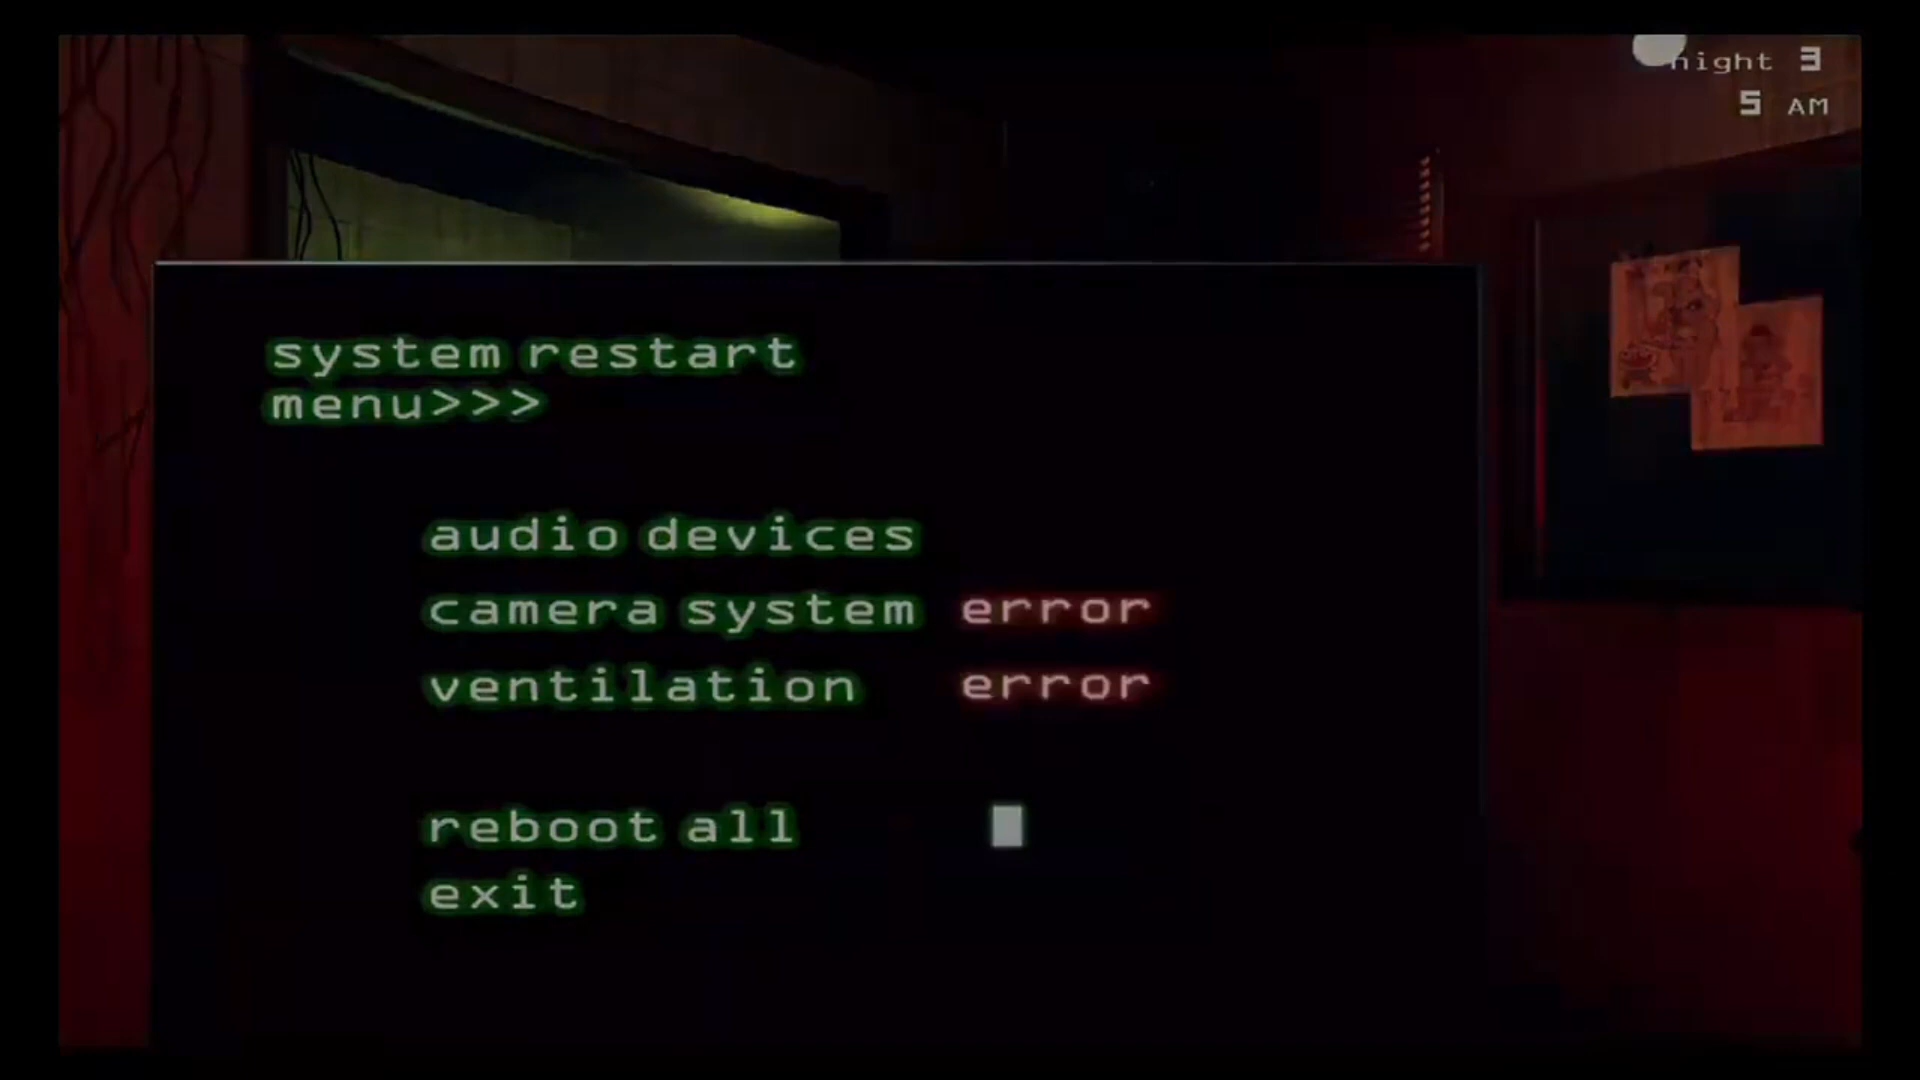 night 3
5 AM
system restart
menu>>>
audio devices
camera system error
ventilation error
reboot all
exit